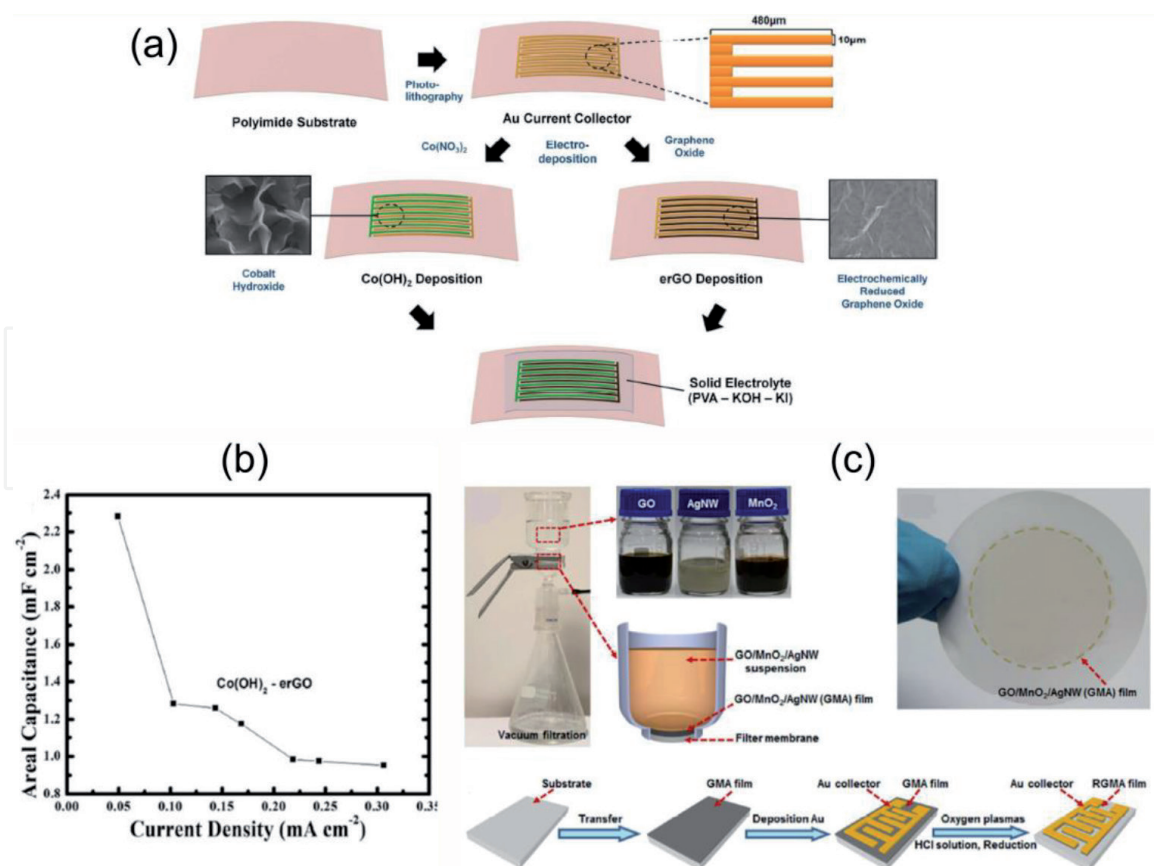 (a)
480µm
10µm
Photo-
lithography
Polyimide Substrate
Au Current Collector
Co(NO₃)₂
Electro-
deposition
Graphene
Oxide
Cobalt
Hydroxide
Co(OH)₂ Deposition
erGO Deposition
Electrochemically
Reduced
Graphene Oxide
Solid Electrolyte
(PVA – KOH – KI)
(b)
Areal Capacitance (mF cm⁻²)
2.4
2.2
2.0
1.8
1.6
1.4
1.2
1.0
0.8
Co(OH)₂ - erGO
0.00
0.05
0.10
0.15
0.20
0.25
0.30
0.35
Current Density (mA cm⁻²)
(c)
GO
AgNW
MnO₂
GO/MnO₂/AgNW
suspension
GO/MnO₂/AgNW (GMA) film
Filter membrane
Vacuum filtration
GO/MnO₂/AgNW (GMA) film
Substrate
Transfer
GMA film
Deposition Au
Au collector
GMA film
Oxygen plasmas
HCl solution, Reduction
Au collector
RGMA film